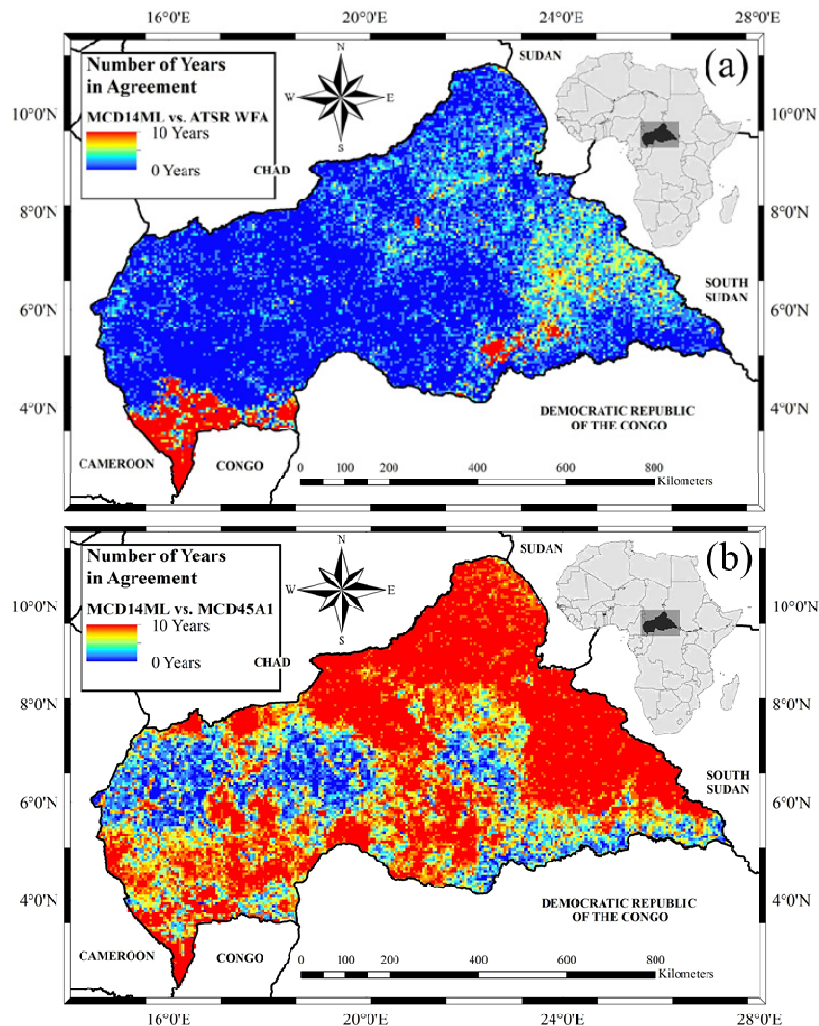 16°0'E 20°0'E 24°0'E 28°0'E
(a)
Number of Years
in Agreement
MCD14ML vs. ATSR WFA
10 Years
0 Years
N
W E
S
SUDAN
CHAD
10°0'N 10°0'N
8°0'N 8°0'N
SOUTH
SUDAN
6°0'N 6°0'N
4°0'N 4°0'N
DEMOCRATIC REPUBLIC
OF THE CONGO
CAMEROON CONGO
0 100 200 400 600 800
Kilometers
(b)
Number of Years
in Agreement
MCD14ML vs. MCD45A1
10 Years
0 Years
N
W E
S
SUDAN
CHAD
10°0'N 10°0'N
8°0'N 8°0'N
SOUTH
SUDAN
6°0'N 6°0'N
4°0'N 4°0'N
DEMOCRATIC REPUBLIC
OF THE CONGO
CAMEROON CONGO
0 100 200 400 600 800
Kilometers
16°0'E 20°0'E 24°0'E 28°0'E